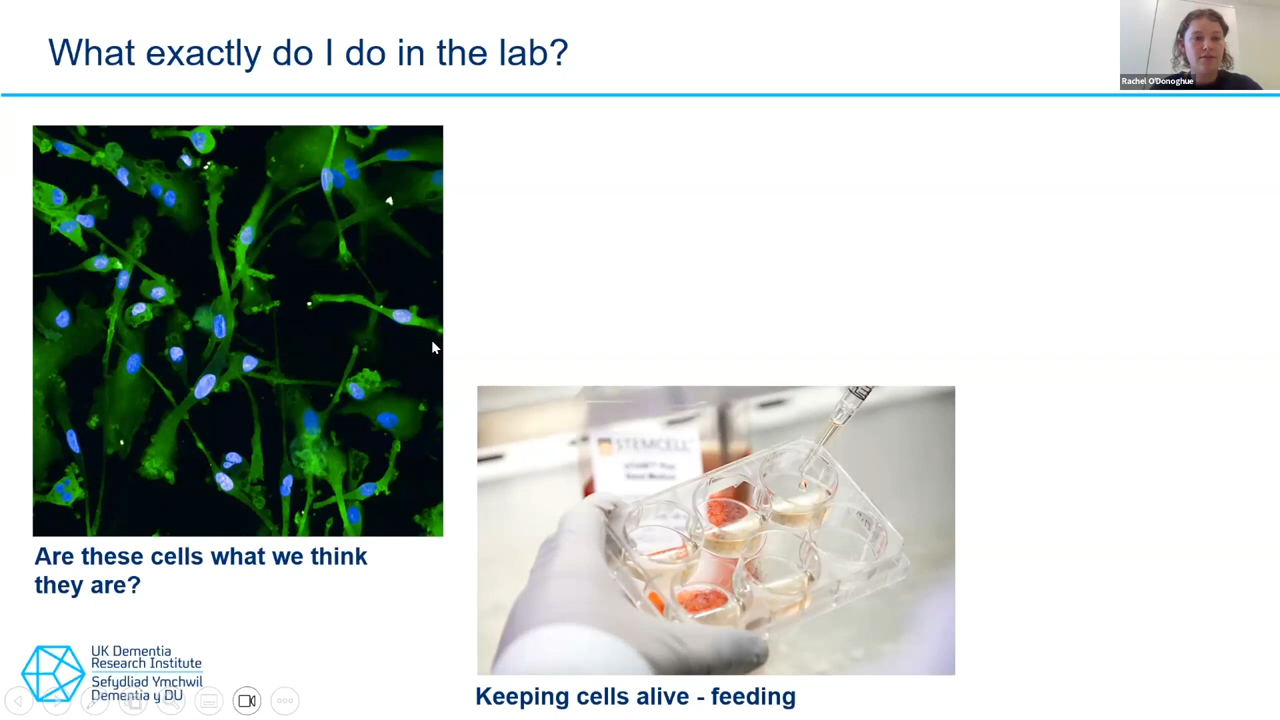 What exactly do I do in the lab?
Rachel O'Donoghue
STEMCELL
Are these cells what we think
they are?
UK Dementia
Research Institute
Sefydliad Ymchwil
Dementia y DU
Keeping cells alive - feeding